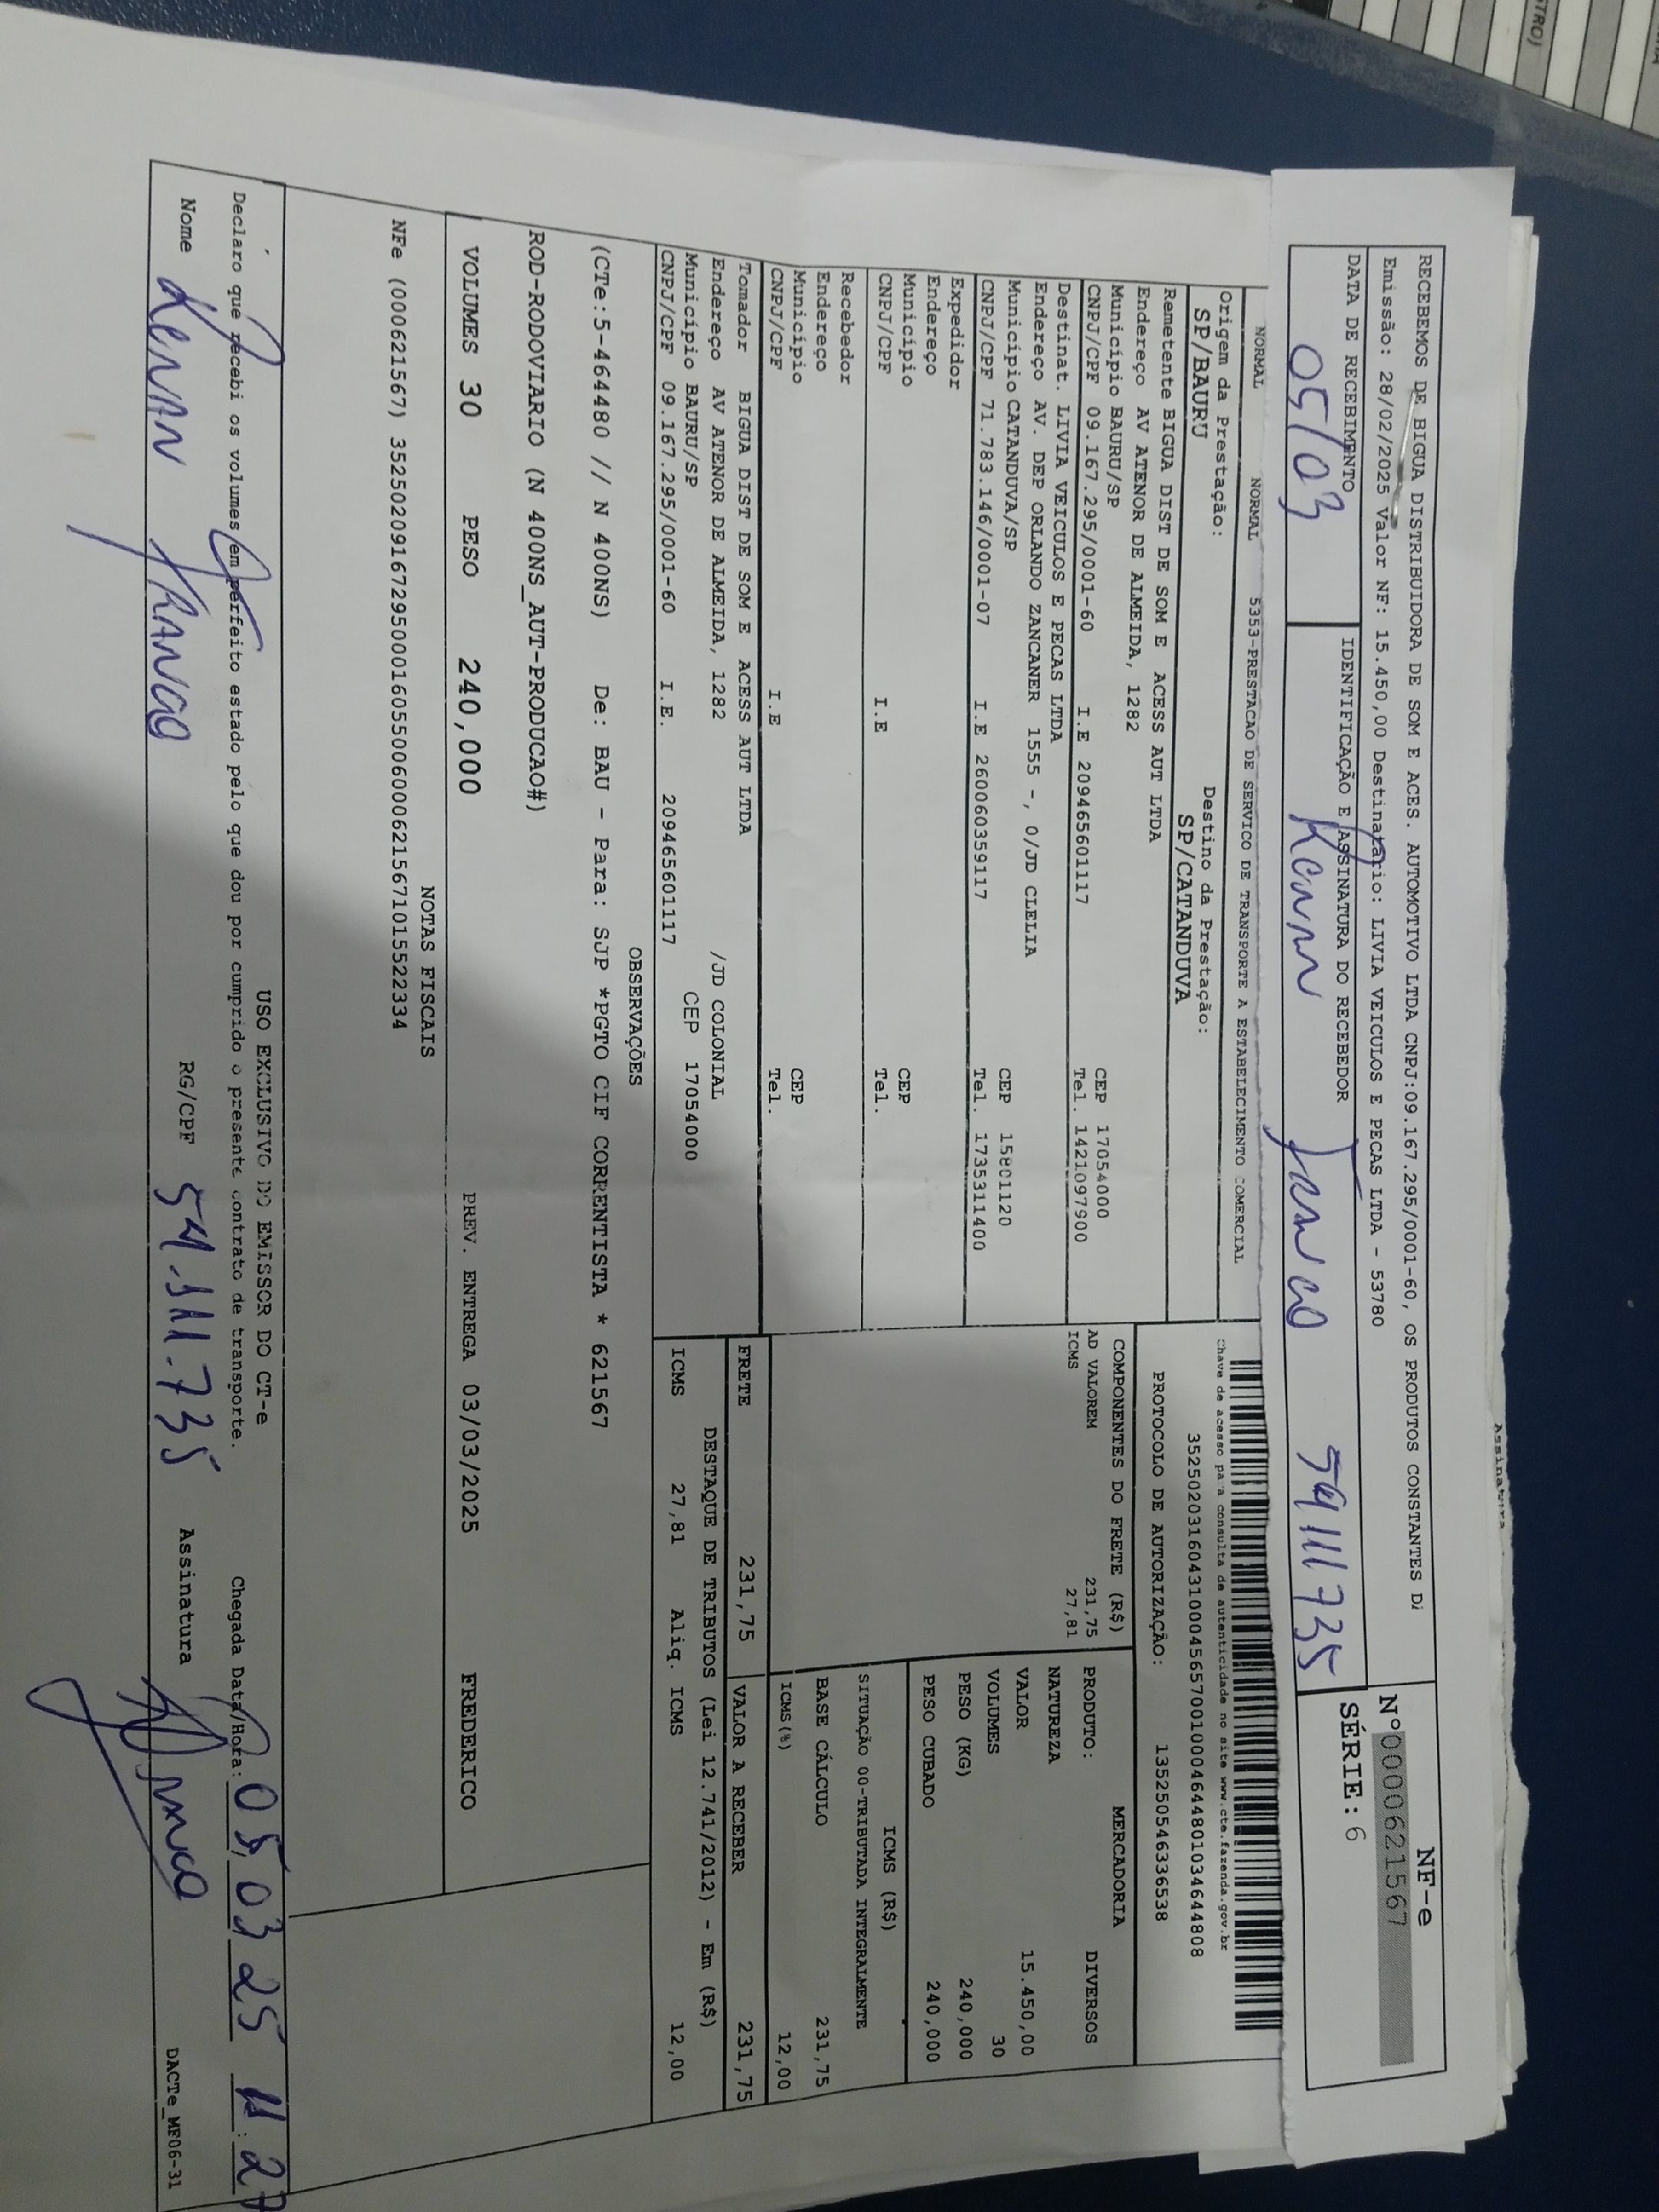 RECEBEMOS DE BIGUA DISTRIBUIDORA DE SOM E ACES. AUTOMOTIVO LTDA CNPJ:09.167.295/0001-60, OS PRODUTOS CONSTANTES DA
Emissão: 28/02/2025 Valor NF: 15.450,00 Destinatário: LIVIA VEICULOS E PECAS LTDA - 53780
DATA DE RECEBIMENTO
05/03
IDENTIFICAÇÃO E ASSINATURA DO RECEBEDOR
Renan Franco 54111735
NF-e
Nº000621567
SÉRIE: 6
NORMAL NORMAL 5353-PRESTACAO DE SERVICO DE TRANSPORTE A ESTABELECIMENTO COMERCIAL
Origem da Prestação:
SP/BAURU
Destino da Prestação:
SP/CATANDUVA
Chave de acesso para consulta de autenticidade no site www.cte.fazenda.gov.br
PROTOCOLO DE AUTORIZAÇÃO: 135250546336538
Remetente BIGUA DIST DE SOM E ACESS AUT LTDA
Endereço AV ATENOR DE ALMEIDA, 1282
Município BAURU/SP CEP 17054000
CNPJ/CPF 09.167.295/0001-60 I.E 209465601117 Tel. 1421097900
Destinat. LIVIA VEICULOS E PECAS LTDA
Endereço AV. DEP ORLANDO ZANCANER 1555 -, 0/JD CLELIA
Município CATANDUVA/SP CEP 15801120
CNPJ/CPF 71.783.146/0001-07 I.E 260060359117 Tel. 1735311400
Expedidor
Endereço
Município CEP
CNPJ/CPF I.E Tel.
Recebedor
Endereço
Município CEP
CNPJ/CPF I.E Tel.
Tomador BIGUA DIST DE SOM E ACESS AUT LTDA
Endereço AV ATENOR DE ALMEIDA, 1282 /JD COLONIAL
Município BAURU/SP CEP 17054000
CNPJ/CPF 09.167.295/0001-60 I.E. 209465601117
COMPONENTES DO FRETE (R$)
AD VALOREM 231,75
ICMS 27,81
MERCADORIA
PRODUTO: DIVERSOS
NATUREZA
VALOR 15.450,00
VOLUMES 30
PESO (KG) 240,000
PESO CUBADO 240,000
ICMS (R$)
SITUAÇÃO 00-TRIBUTADA INTEGRALMENTE
BASE CÁLCULO 231,75
ICMS(%) 12,00
FRETE 231,75 VALOR A RECEBER 231,75
DESTAQUE DE TRIBUTOS (Lei 12.741/2012) - Em (R$)
ICMS 27,81 Aliq. ICMS 12,00
OBSERVAÇÕES
(CTe:5-464480 // N 400NS) De: BAU - Para: SJP *PGTO CIF CORRENTISTA * 621567
ROD-RODOVIARIO (N 400NS_AUT-PRODUCAO#)
VOLUMES 30 PESO 240,000 PREV. ENTREGA 03/03/2025 FREDERICO
NOTAS FISCAIS
NFe (000621567) 35250209167295000160550060006215671015522334
USO EXCLUSIVO DO EMISSOR DO CT-e
Declaro que recebi os volumes em perfeito estado pelo que dou por cumprido o presente contrato de transporte. Chegada Data/Hora: 05 03 25 11:27
Nome Renan Franco RG/CPF 54.111.735 Assinatura Franco
DACTe_MF06-31